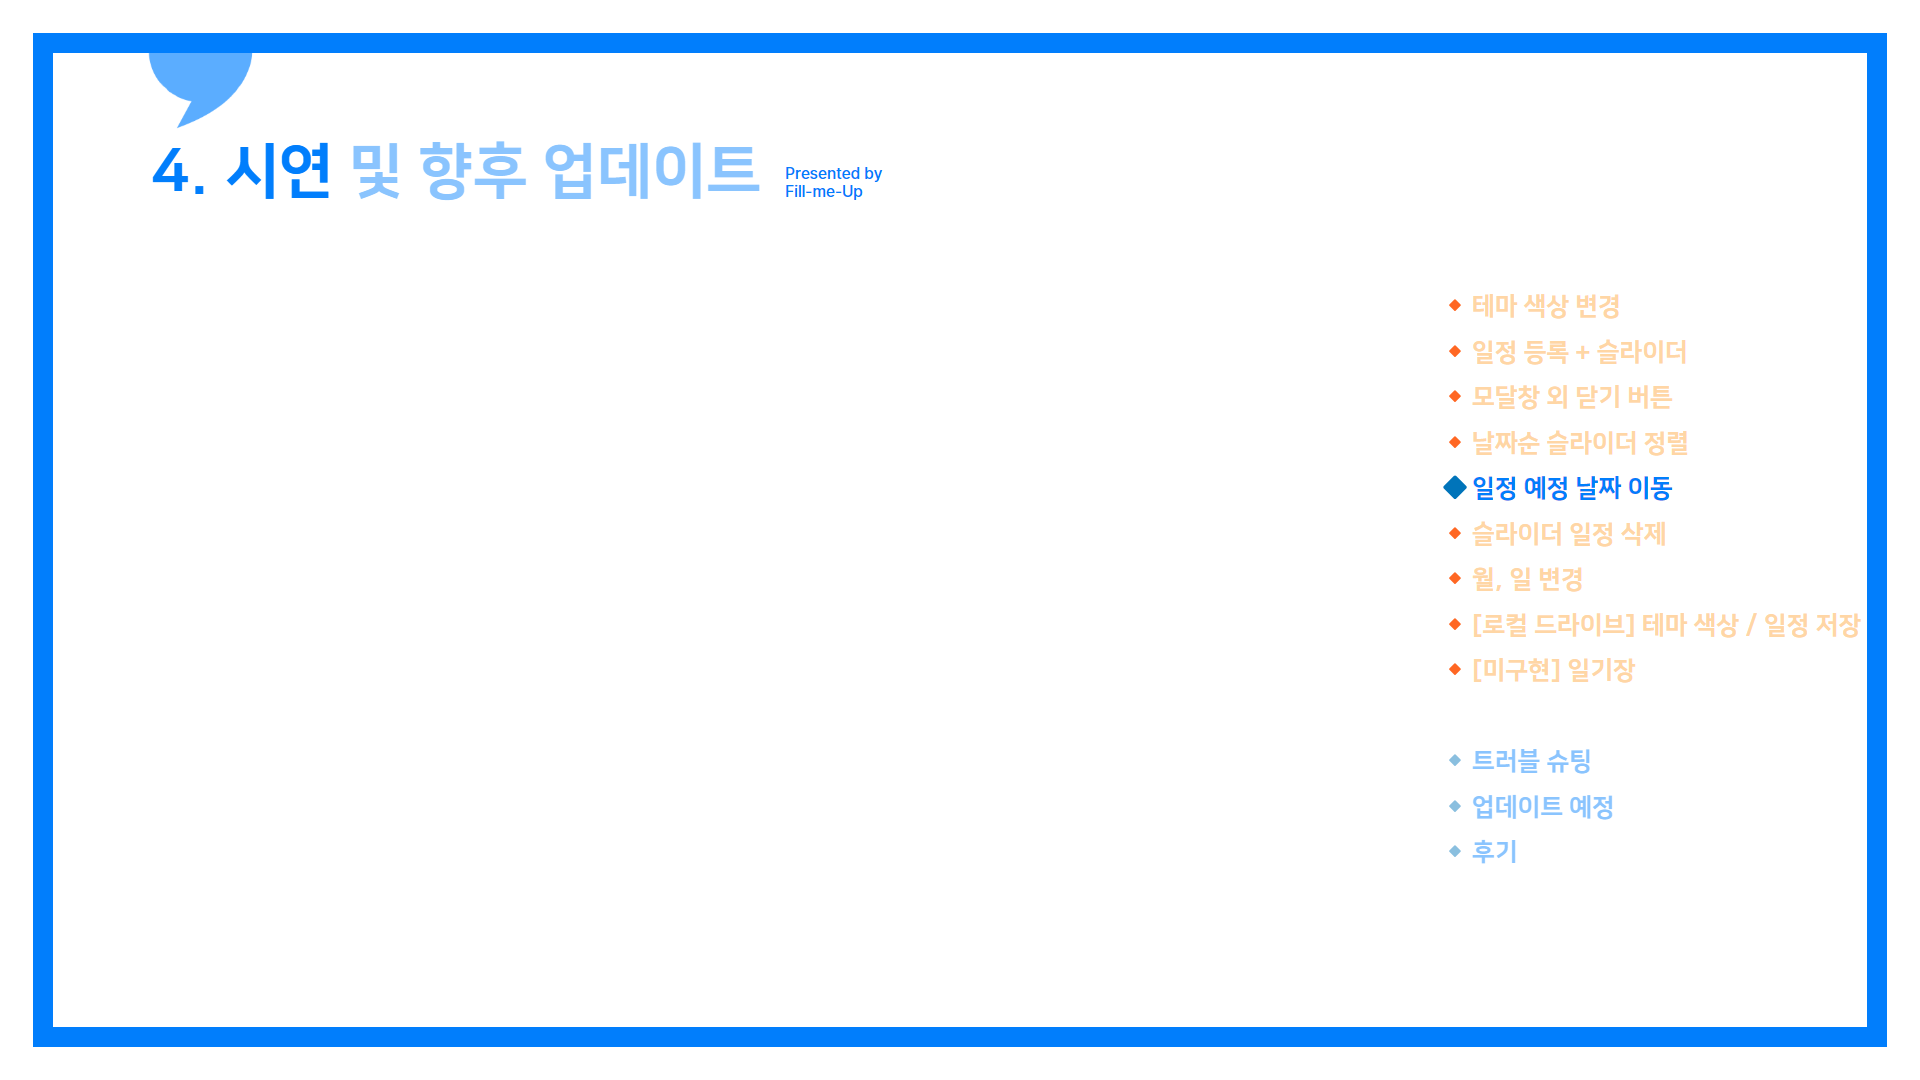 4. 시연 및 향후 업데이트
Presented by
Fill-me-Up
테마 색상 변경
일정 등록 + 슬라이더
모달창 외 닫기 버튼
날짜순 슬라이더 정렬
일정 예정 날짜 이동
슬라이더 일정 삭제
월, 일 변경
[로컬 드라이브] 테마 색상 / 일정 저장
[미구현] 일기장
트러블 슈팅
업데이트 예정
후기